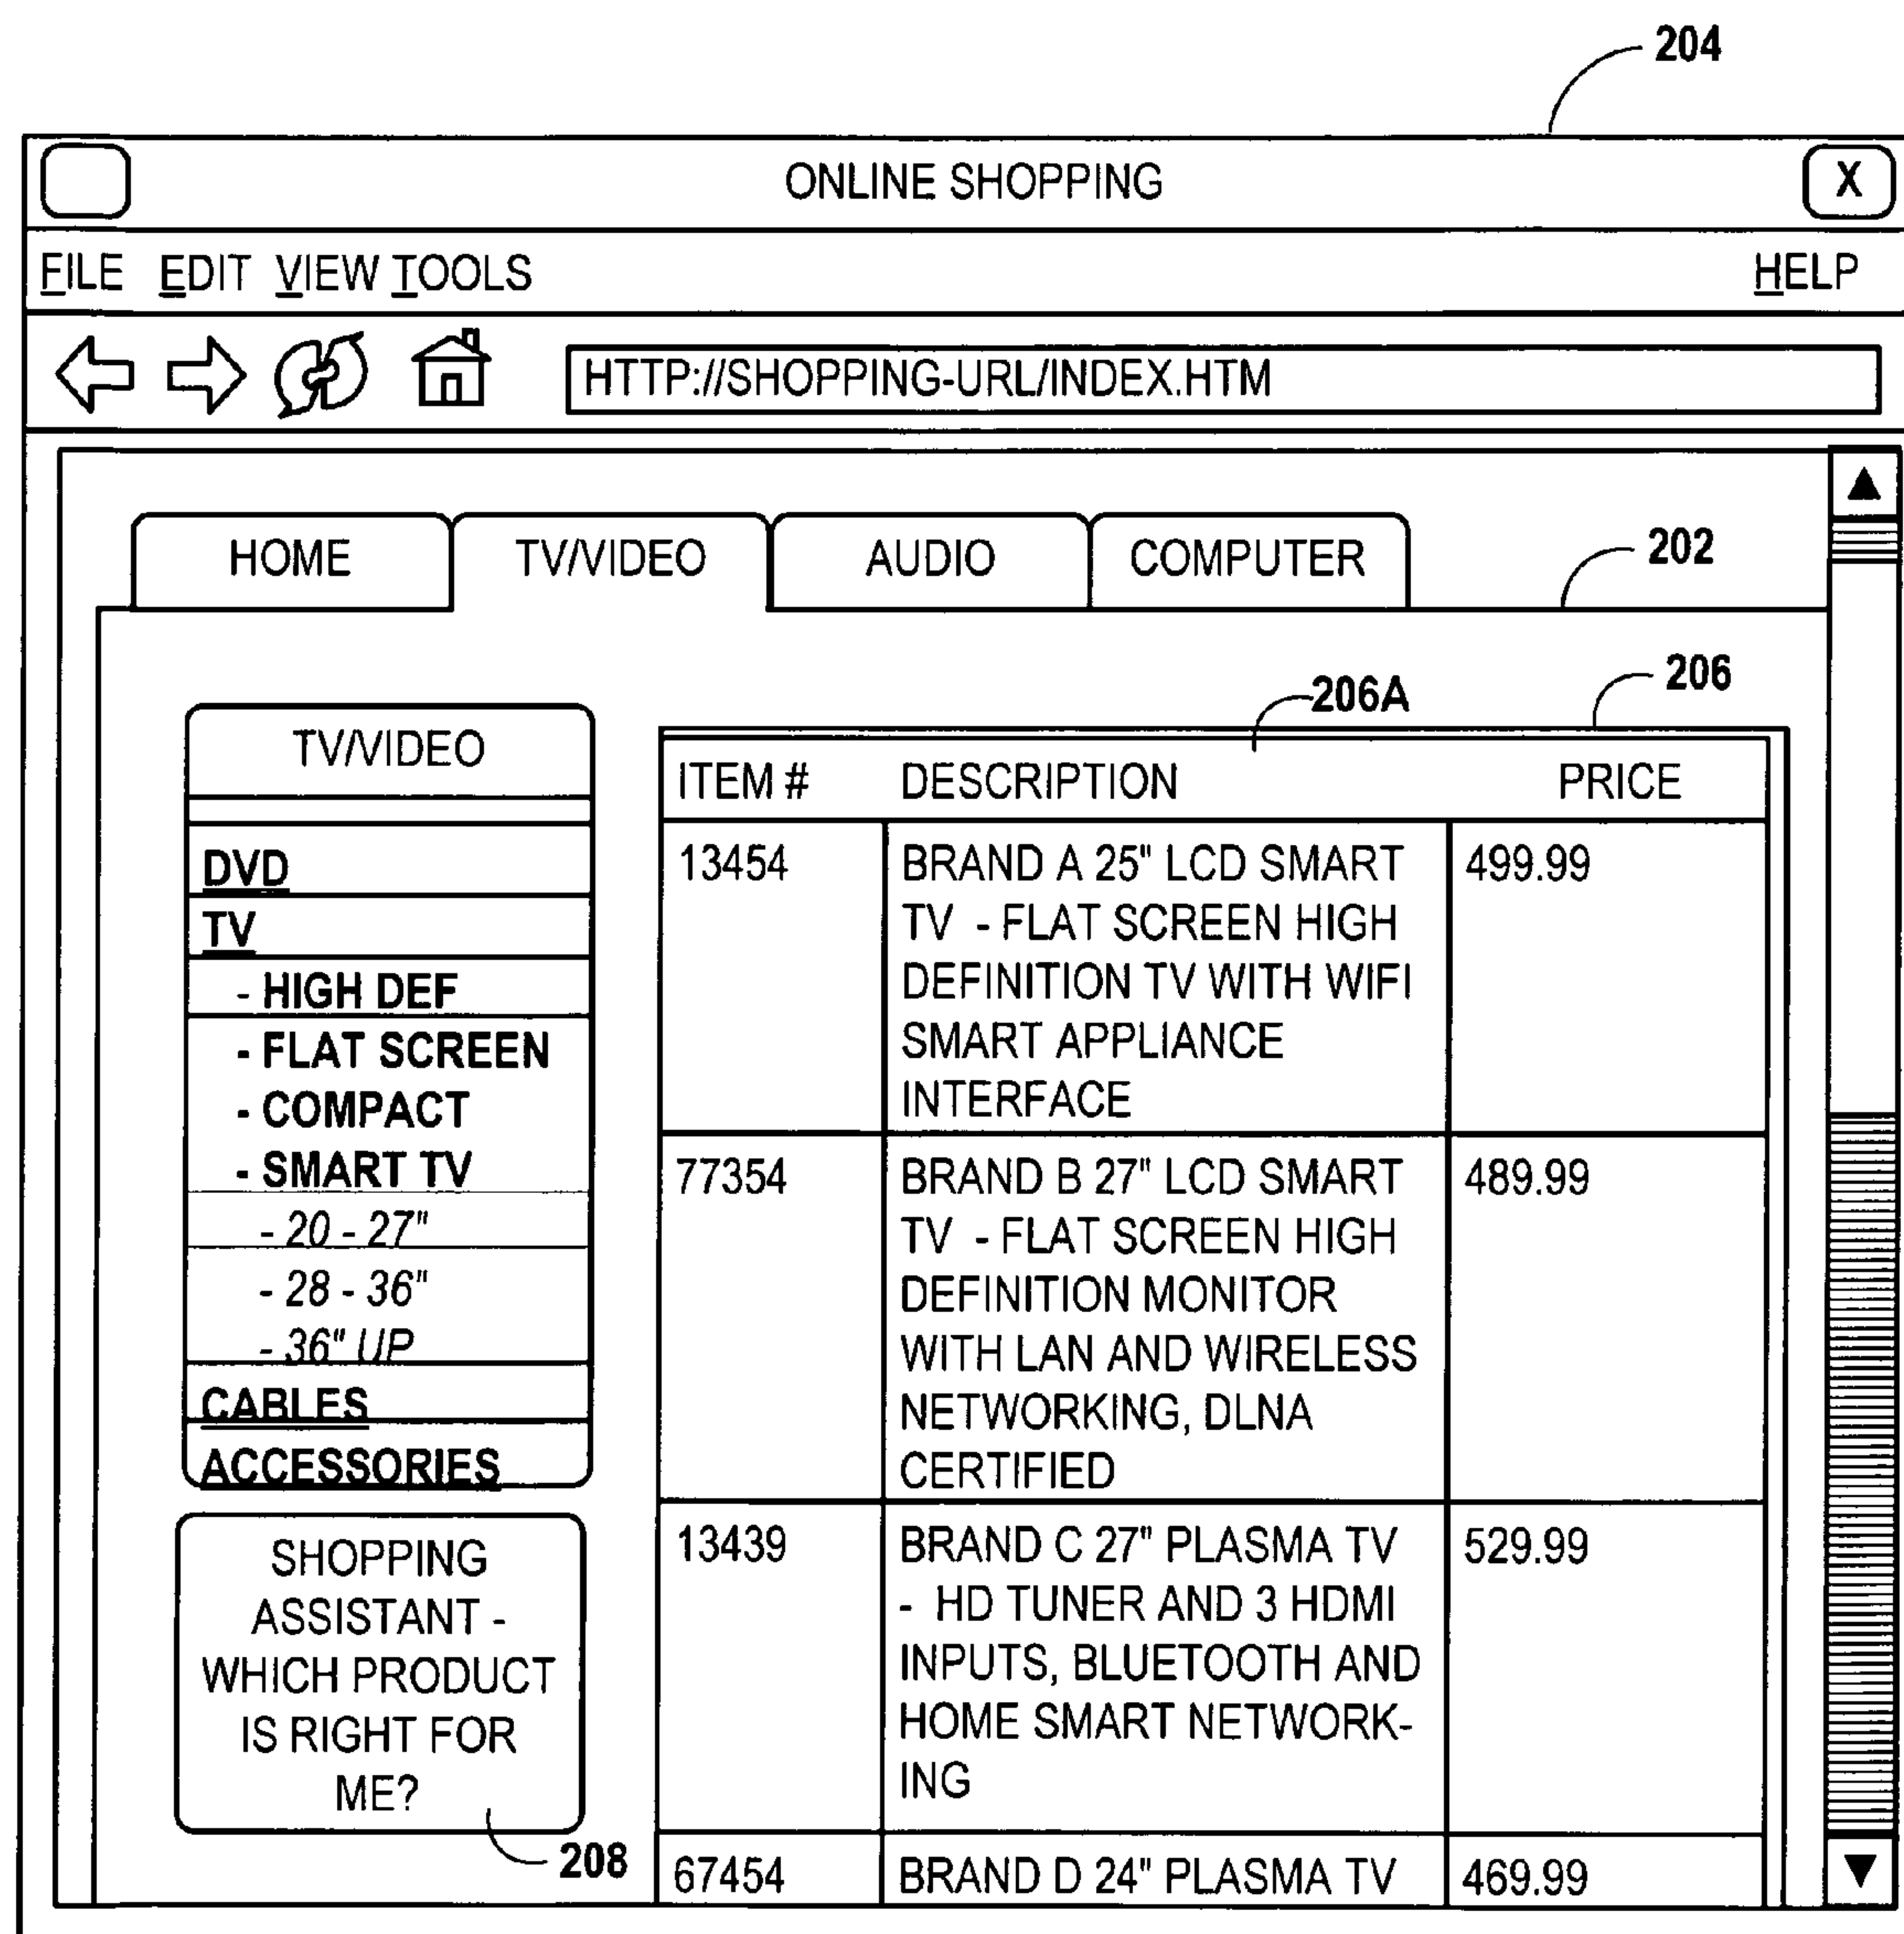 204
ONLINE SHOPPING
X
FILE EDIT VIEW TOOLS HELP
HTTP://SHOPPING-URL/INDEX.HTM
HOME TV/VIDEO AUDIO COMPUTER
202
206
206A
TV/VIDEO
DVD
TV
- HIGH DEF
- FLAT SCREEN
- COMPACT
- SMART TV
- 20 - 27"
- 28 - 36"
- 36" UP
CABLES
ACCESSORIES
SHOPPING
ASSISTANT -
WHICH PRODUCT
IS RIGHT FOR
ME?
208
ITEM # DESCRIPTION PRICE
13454 BRAND A 25" LCD SMART 499.99
TV - FLAT SCREEN HIGH
DEFINITION TV WITH WIFI
SMART APPLIANCE
INTERFACE
77354 BRAND B 27" LCD SMART 489.99
TV - FLAT SCREEN HIGH
DEFINITION MONITOR
WITH LAN AND WIRELESS
NETWORKING, DLNA
CERTIFIED
13439 BRAND C 27" PLASMA TV 529.99
- HD TUNER AND 3 HDMI
INPUTS, BLUETOOTH AND
HOME SMART NETWORK-
ING
67454 BRAND D 24" PLASMA TV 469.99